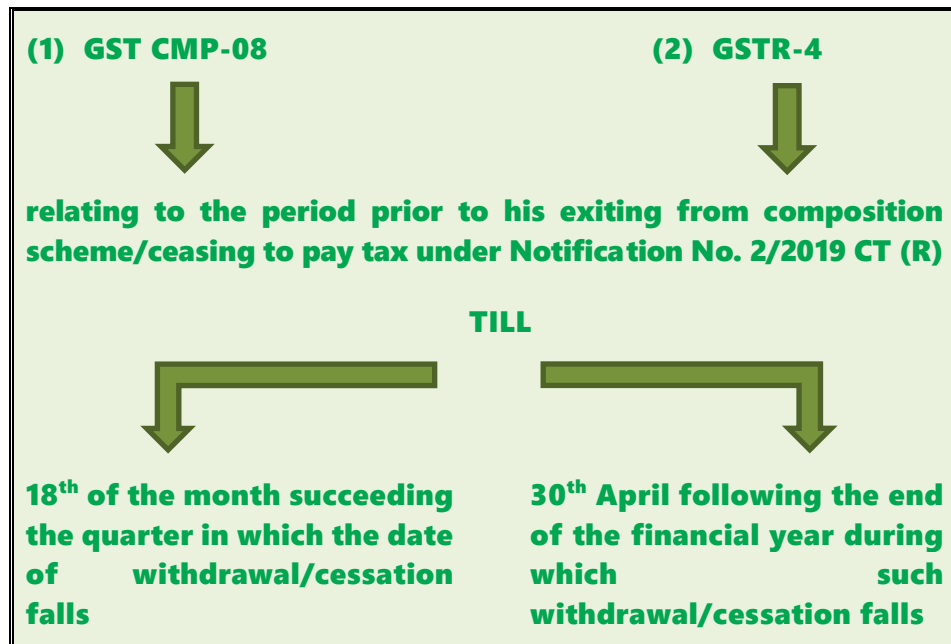 (1) GST CMP-08
(2) GSTR-4
relating to the period prior to his exiting from composition
scheme/ceasing to pay tax under Notification No. 2/2019 CT (R)
TILL
18th of the month succeeding
the quarter in which the date
of withdrawal/cessation
falls
30th April following the end
of the financial year during
which such
withdrawal/cessation falls